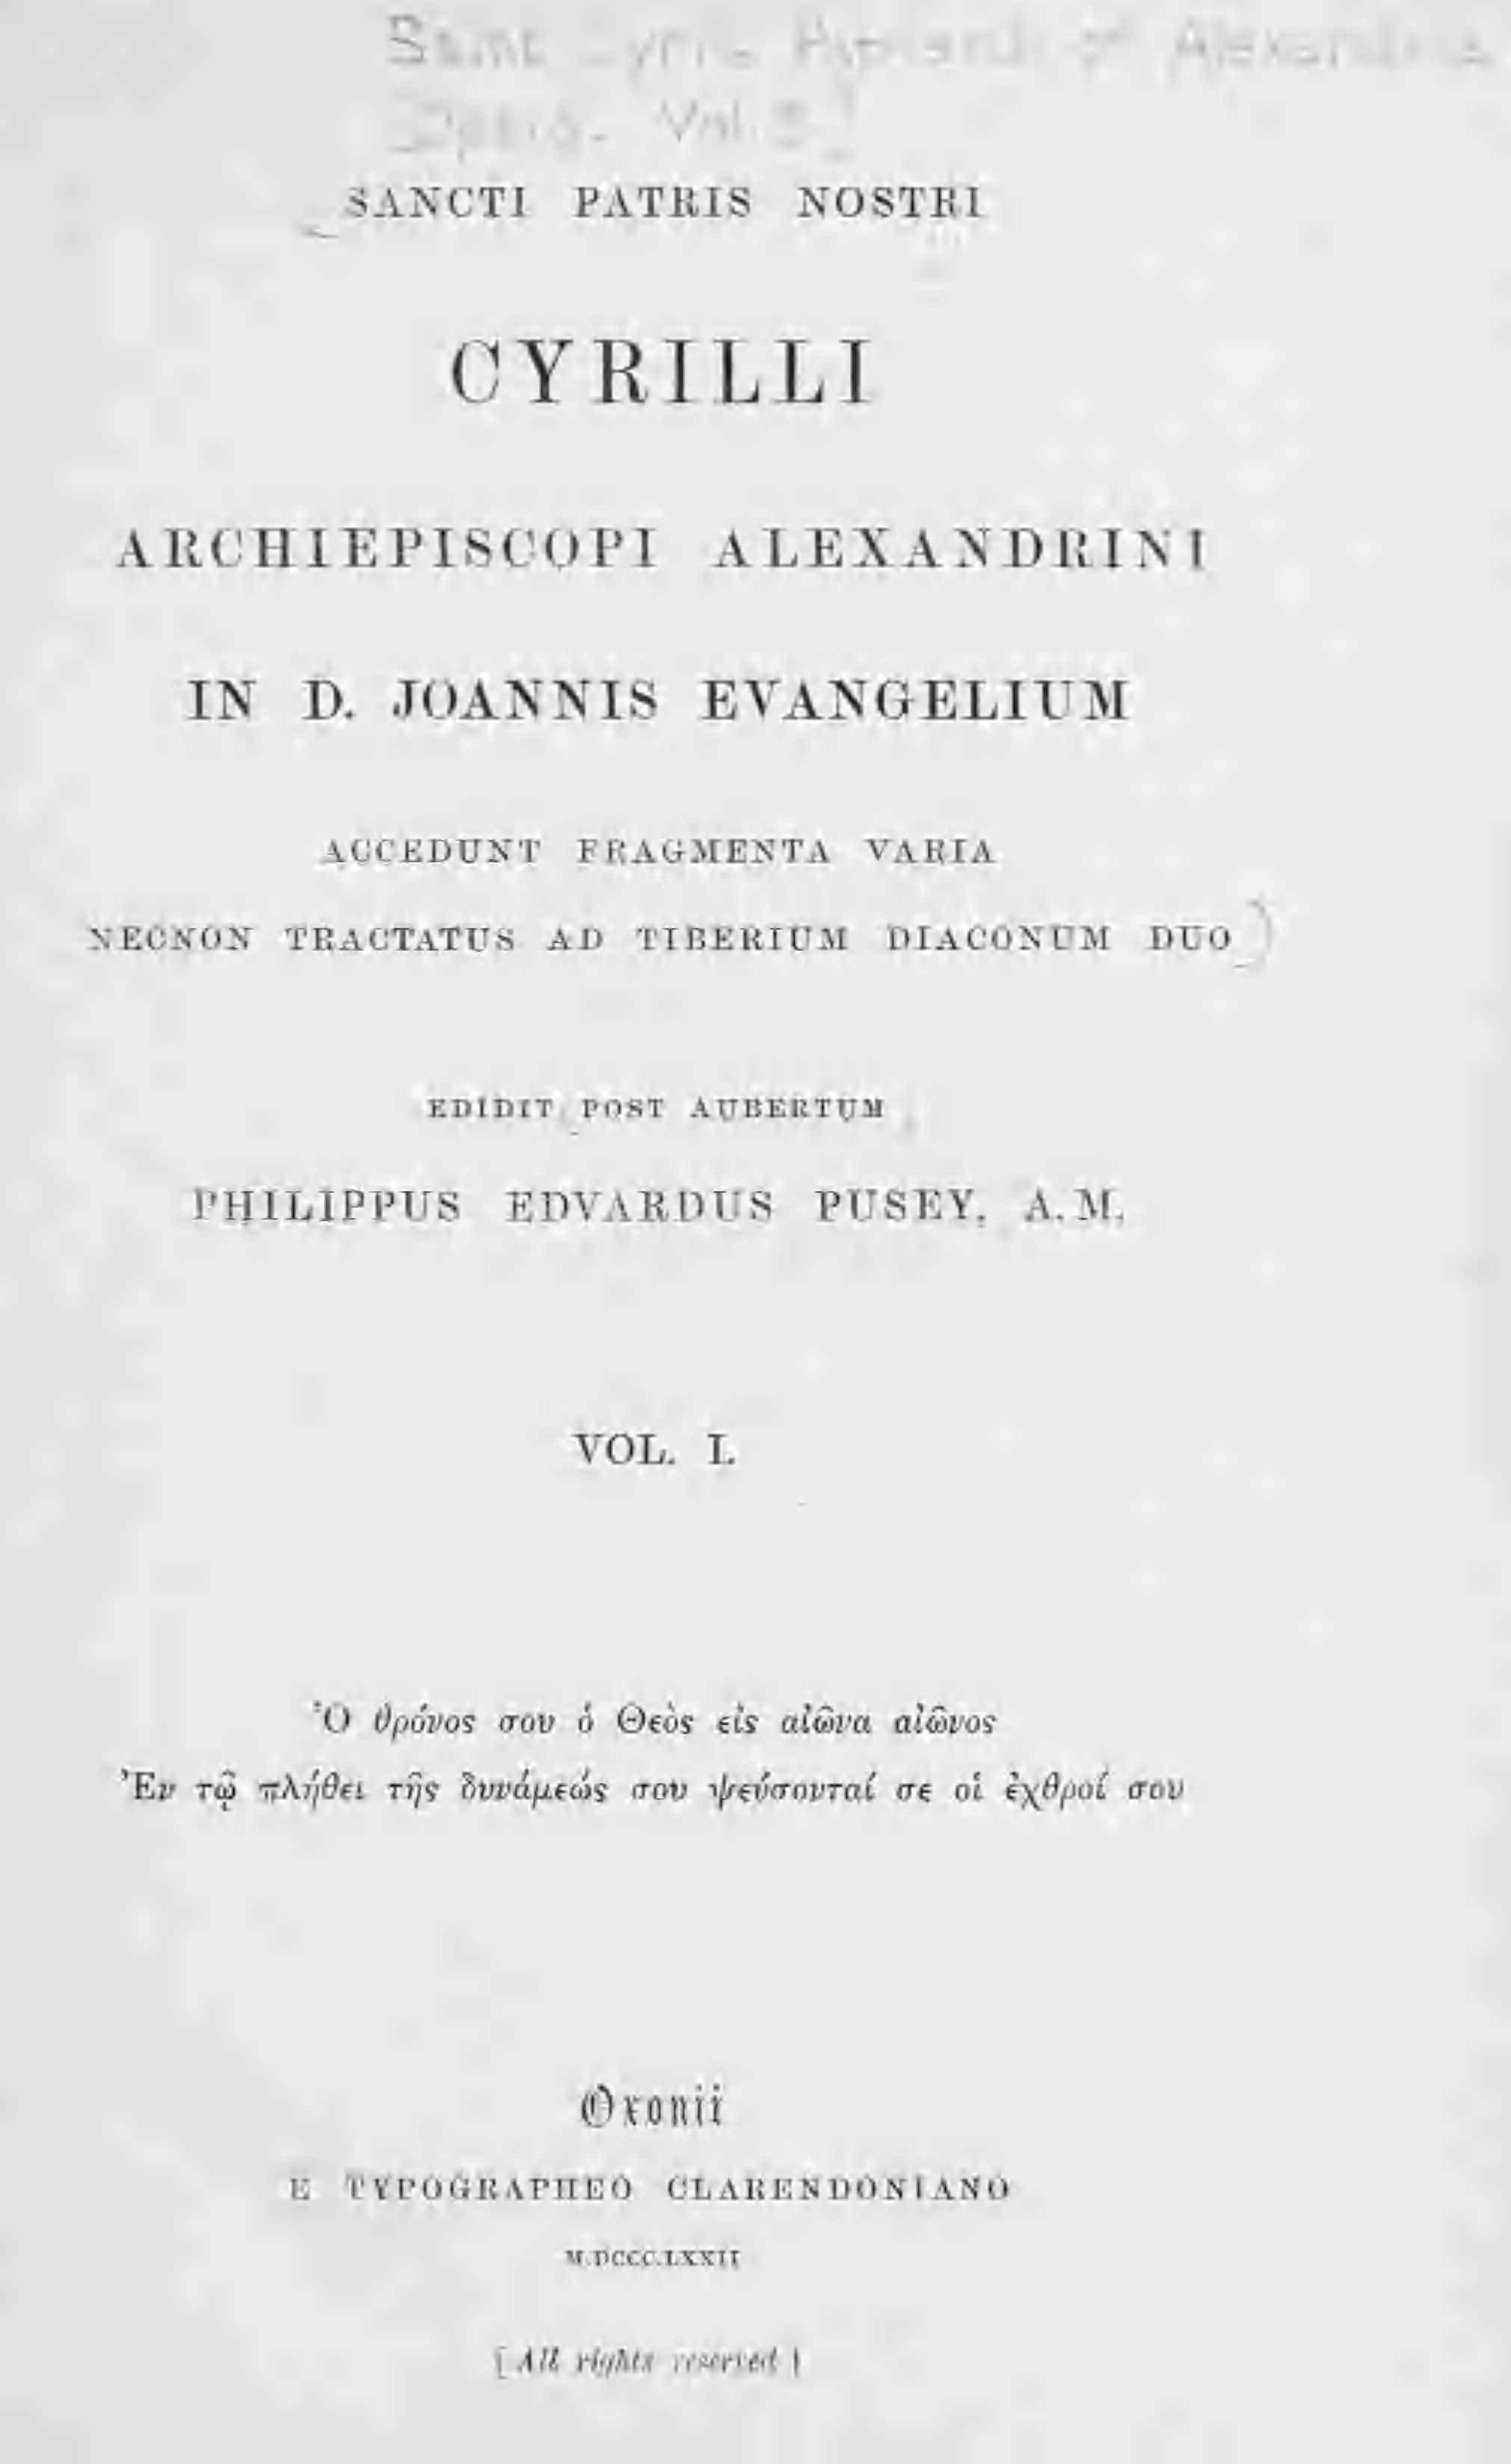 Saint Cyril Patriarch of Alexandria
Opera. Vol. 3]
SANCTI PATRIS NOSTRI
CYRILLI
ARCHIEPISCOPI ALEXANDRINI
IN D. JOANNIS EVANGELIUM
ACCEDUNT FRAGMENTA VARIA
NECNON TRACTATUS AD TIBERIUM DIACONUM DUO
EDIDIT POST AUBERTUM
PHILIPPUS EDVARDUS PUSEY, A.M.
VOL. I.
Ὁ θρόνος σου ὁ Θεὸς εἰς αἰῶνα αἰῶνος
Ἐν τῷ πλήθει τῆς δυνάμεώς σου ψεύσονταί σε οἱ ἐχθροί σου
Oxonii
E TYPOGRAPHEO CLARENDONIANO
M.DCCC.LXXII
[All rights reserved]